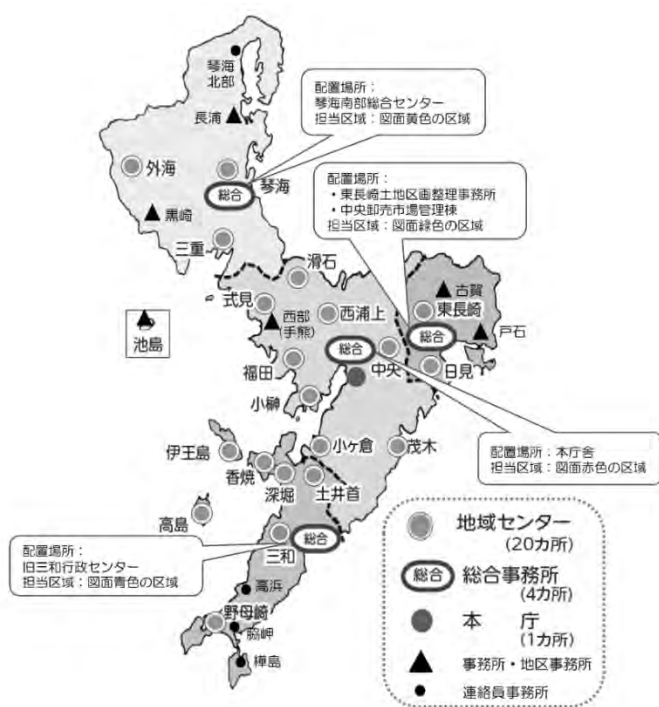 琴海
北部
配置場所：
琴海南部総合センター
担当区域：図面黄色の区域
長浦
外海
総合
琴海
配置場所：
・東長崎土地区画整理事務所
・中央卸売市場管理棟
担当区域：図面緑色の区域
黒崎
三重
滑石
古賀
式見
西浦上
東長崎
池島
西部
(手熊)
総合
総合
戸石
福田
中央
日見
小榊
配置場所：本庁舎
担当区域：図面赤色の区域
伊王島
小ヶ倉
茂木
香焼
深堀
土井首
高島
配置場所：
旧三和行政センター
担当区域：図面青色の区域
総合
三和
高浜
野母崎
脇岬
樺島
地域センター
(20カ所)
総合
総合事務所
(4カ所)
本 庁
(1カ所)
事務所・地区事務所
連絡員事務所